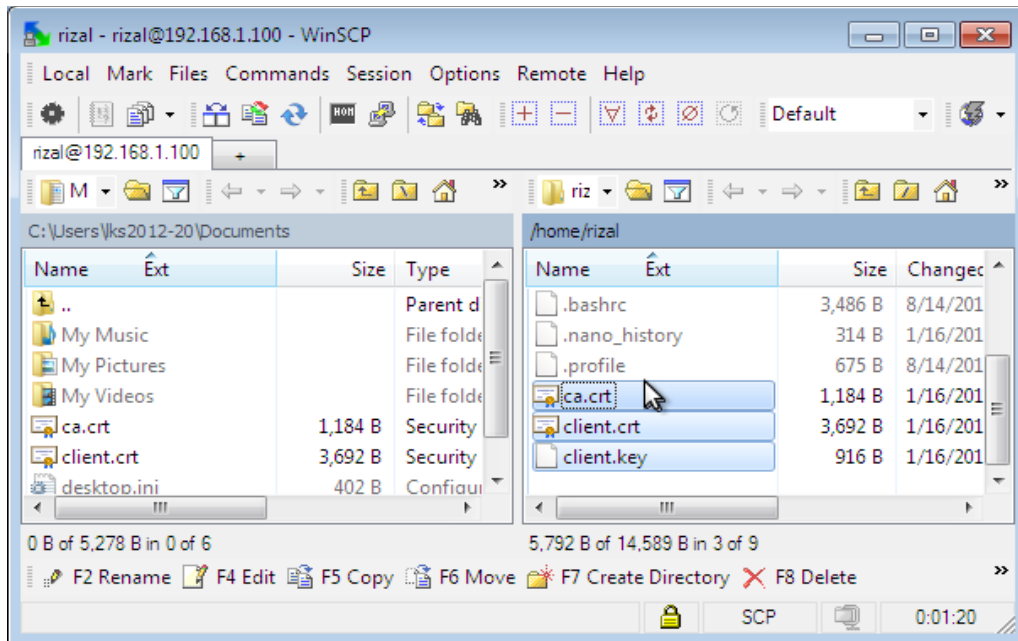 rizal - rizal@192.168.1.100 - WinSCP
Local Mark Files Commands Session Options Remote Help
Default
rizal@192.168.1.100 +
M » riz »
C:\Users\lks2012-20\Documents /home/rizal
Name Ext Size Type Name Ext Size Changec
.. Parent d .bashrc 3,486 B 8/14/201
My Music File folde .nano_history 314 B 1/16/201
My Pictures File folde .profile 675 B 8/14/201
My Videos File folde ca.crt 1,184 B 1/16/201
ca.crt 1,184 B Security client.crt 3,692 B 1/16/201
client.crt 3,692 B Security client.key 916 B 1/16/201
desktop.ini 402 B Configu
0 B of 5,278 B in 0 of 6 5,792 B of 14,589 B in 3 of 9
F2 Rename F4 Edit F5 Copy F6 Move F7 Create Directory F8 Delete »
SCP 0:01:20